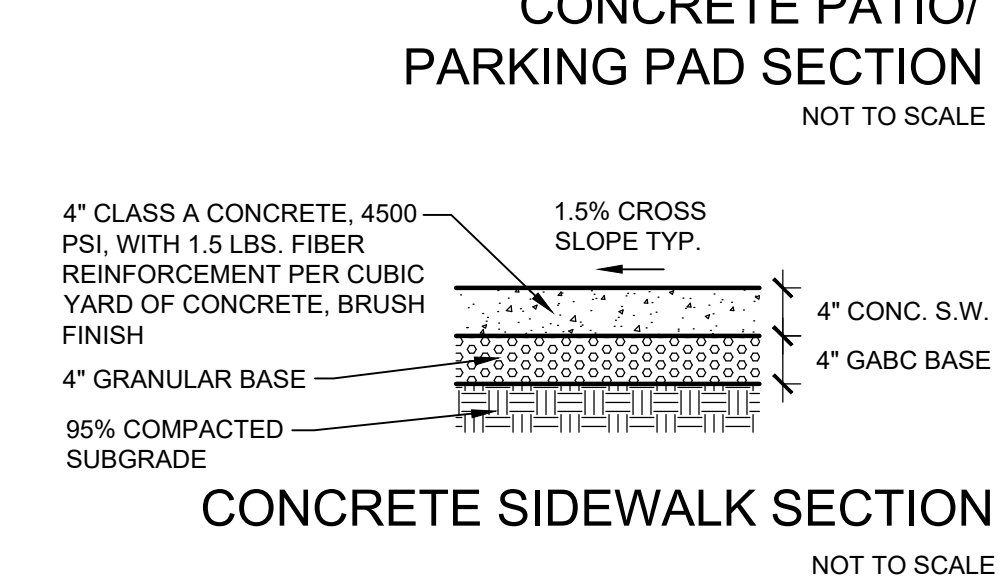 CONCRETE PATIO/
PARKING PAD SECTION
NOT TO SCALE
4" CLASS A CONCRETE, 4500
PSI, WITH 1.5 LBS. FIBER
REINFORCEMENT PER CUBIC
YARD OF CONCRETE, BRUSH
FINISH
1.5% CROSS
SLOPE TYP.
4" CONC. S.W.
4" GABC BASE
4" GRANULAR BASE
95% COMPACTED
SUBGRADE
CONCRETE SIDEWALK SECTION
NOT TO SCALE